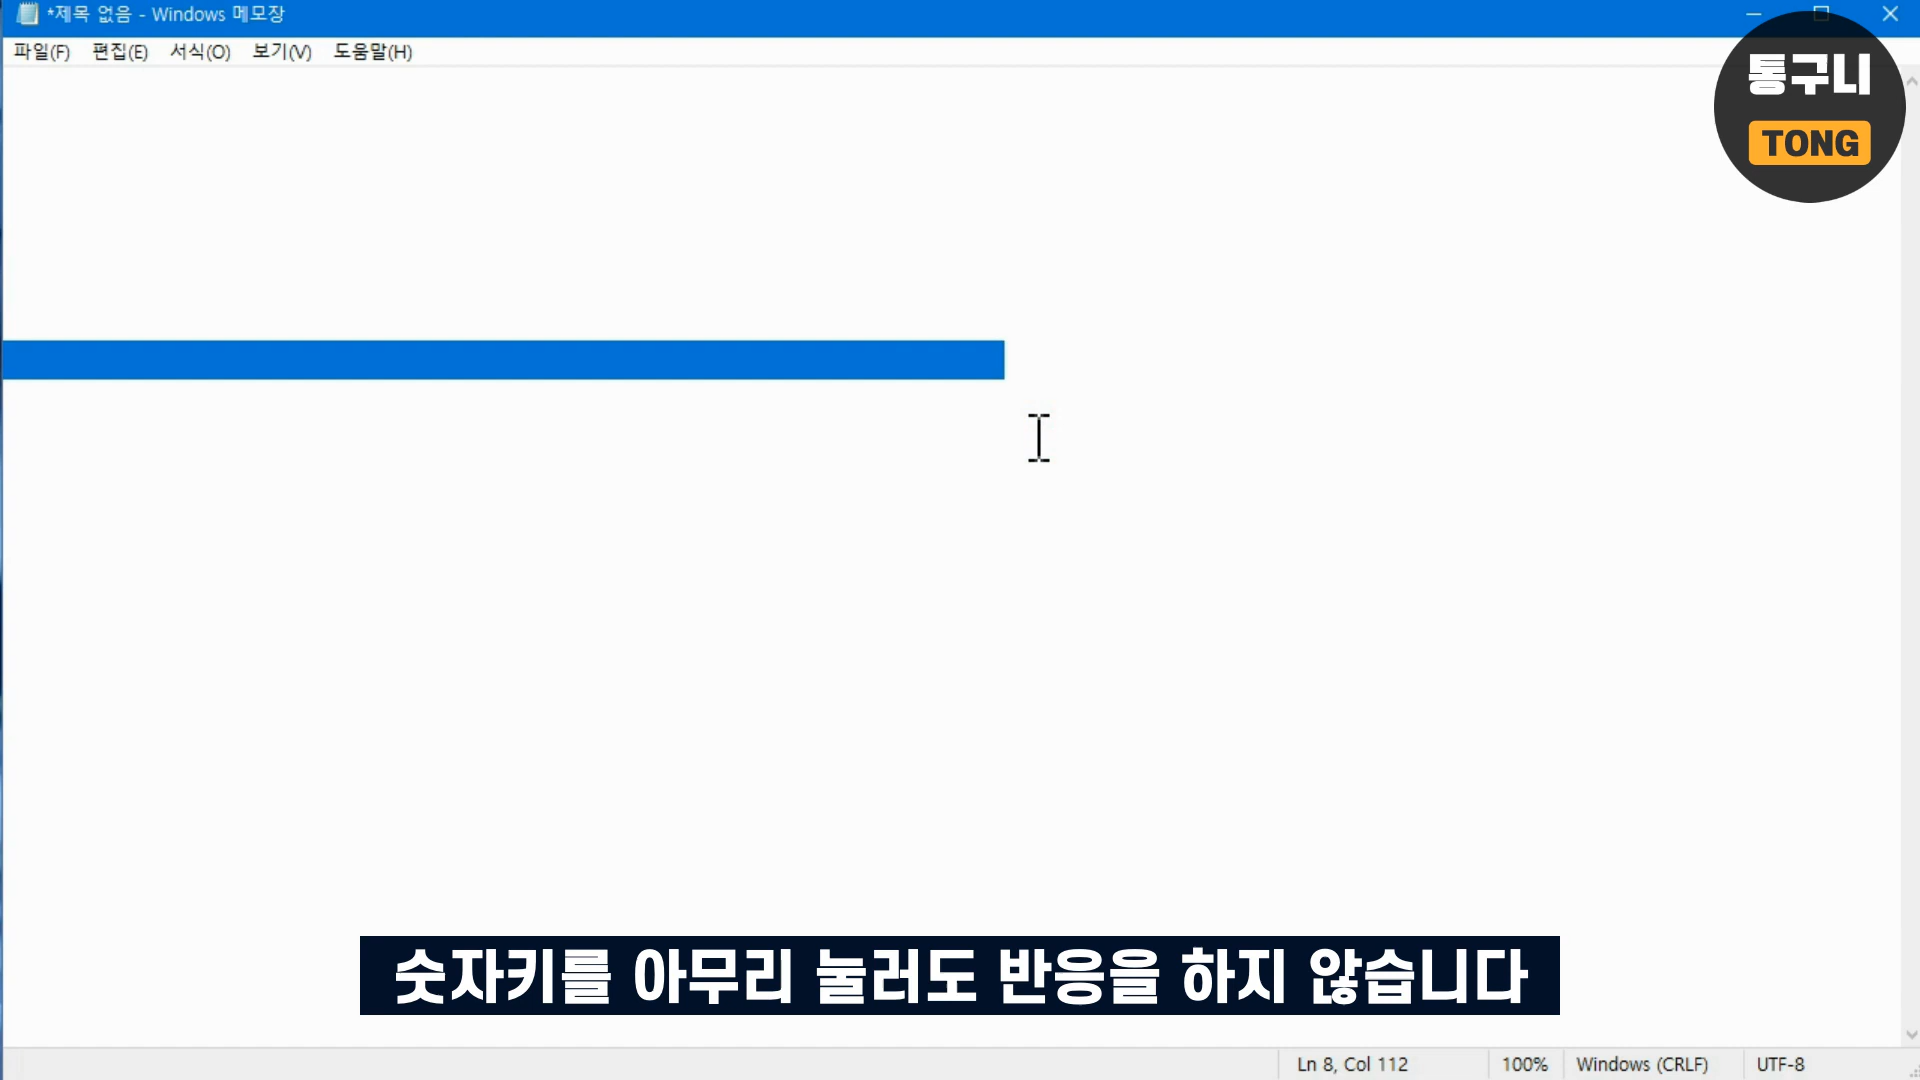 *제목 없음 - Windows 메모장
파일(F) 편집(E) 서식(O) 보기(V) 도움말(H)
통구니
TONG
숫자키를 아무리 눌러도 반응을 하지 않습니다
Ln 8, Col 112 100% Windows (CRLF) UTF-8